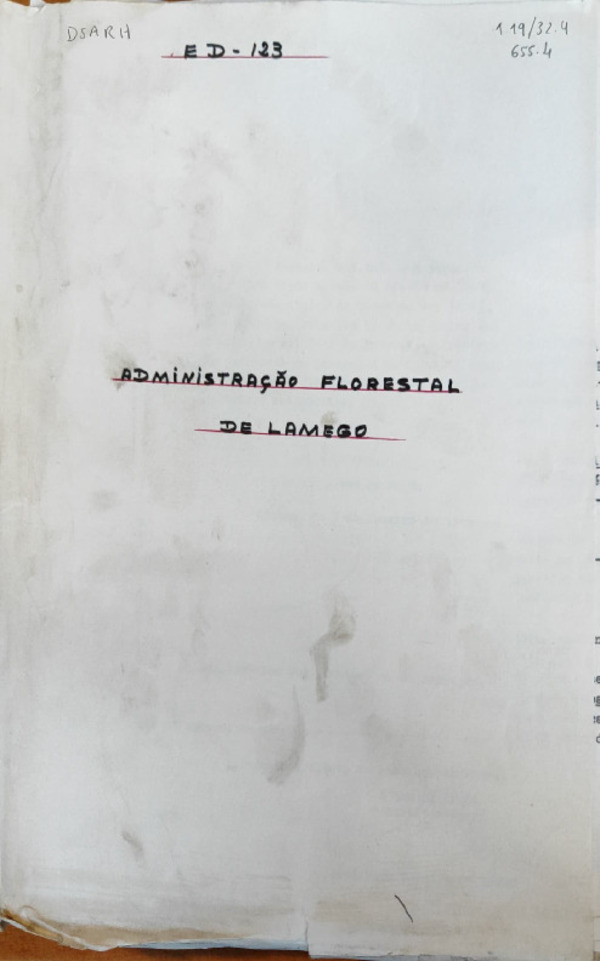 DSARH
ED-123
119/32.4
655.4
ADMINISTRAÇÃO FLORESTAL
DE LAMEGO